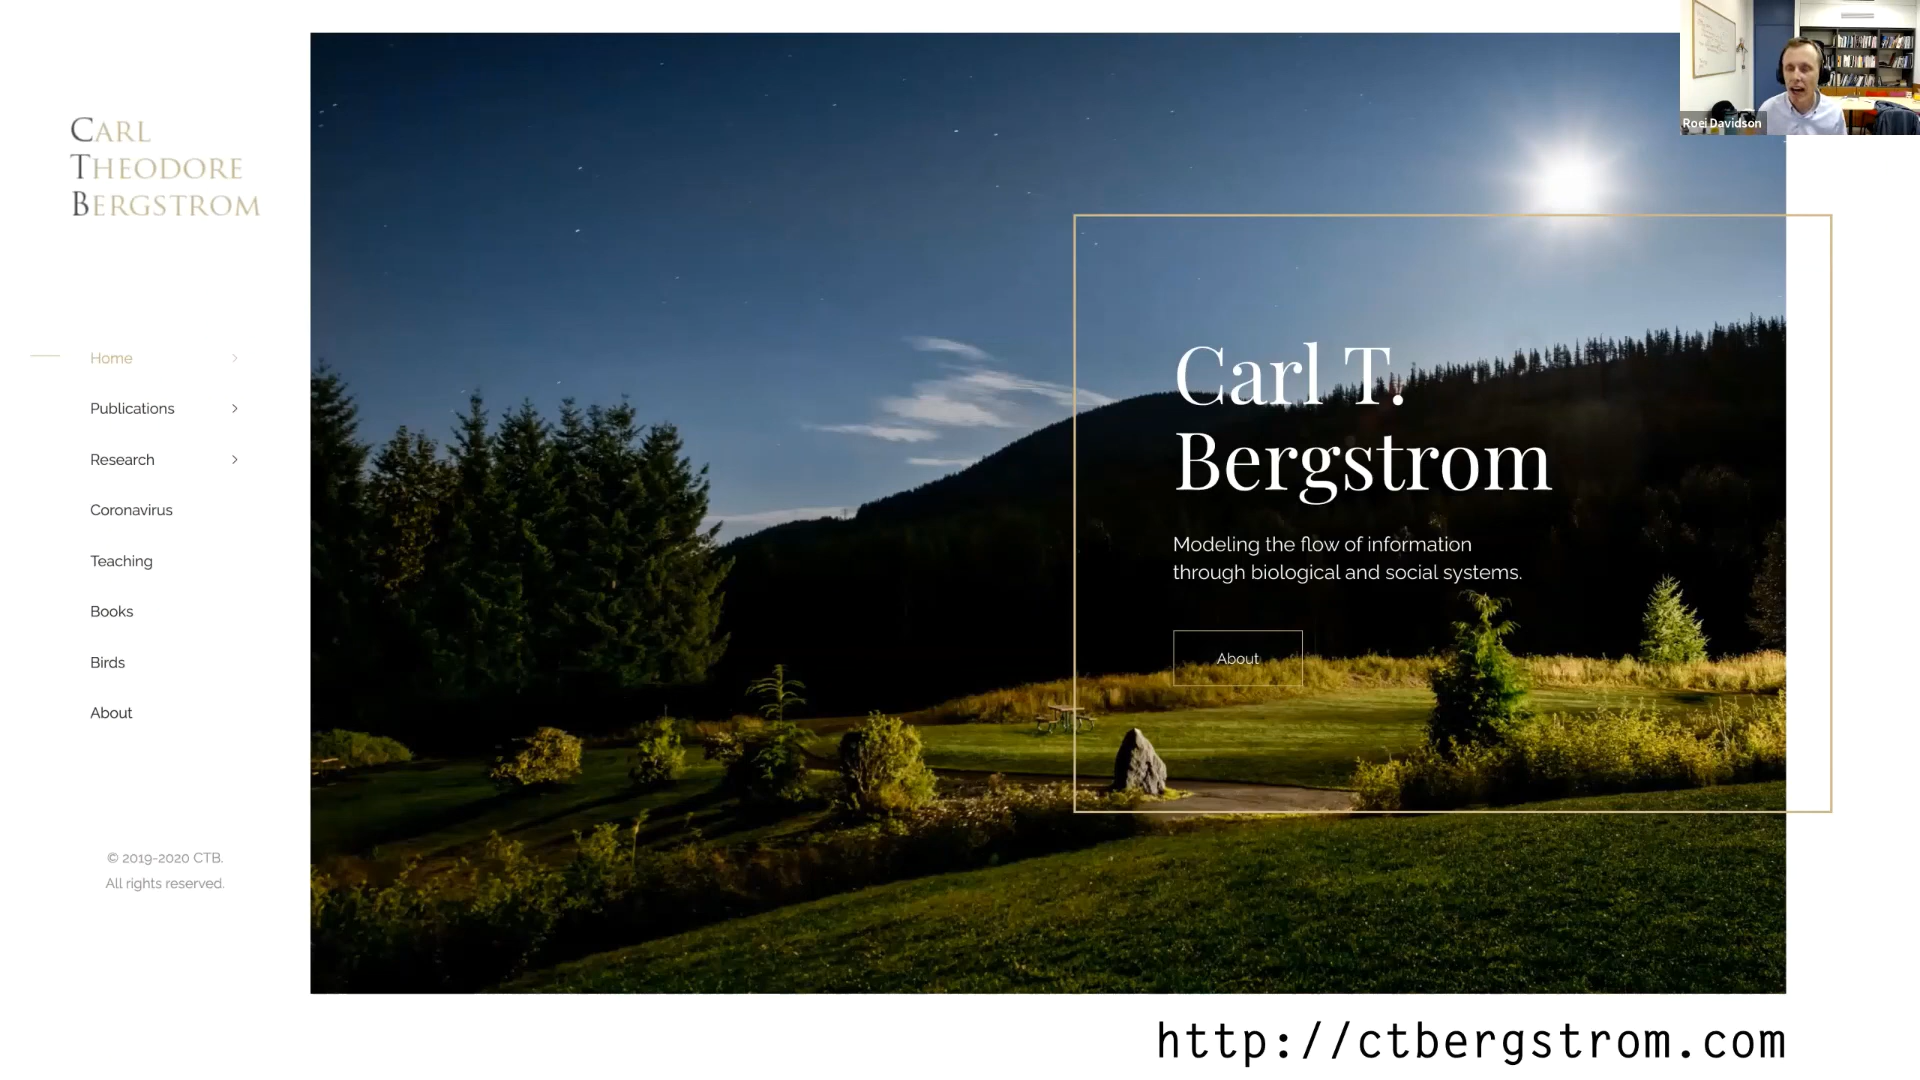 CARL
THEODORE
BERGSTROM
Home
Publications
Research
Coronavirus
Teaching
Books
Birds
About
© 2019-2020 CTB.
All rights reserved.
Carl T.
Bergstrom
Modeling the flow of information
through biological and social systems.
About
Roei Davidson
http://ctbergstrom.com